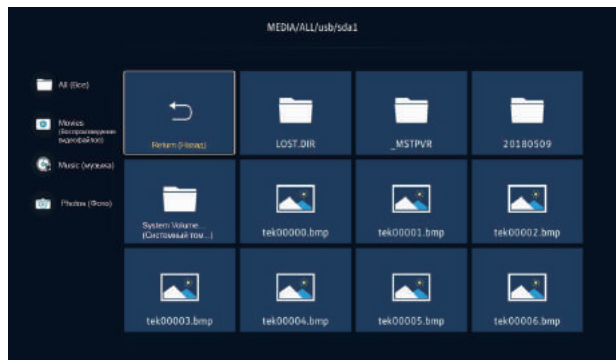 MEDIA/ALL/usb/sda1
All (Все)
Movies
(Воспроизведение
видеофайлов)
Music (музыка)
Photos (Фото)
Return (Назад)
LOST.DIR
_MSTPVR
20180509
System Volume...
(Системный том...)
tek00000.bmp
tek00001.bmp
tek00002.bmp
tek00003.bmp
tek00004.bmp
tek00005.bmp
tek00006.bmp